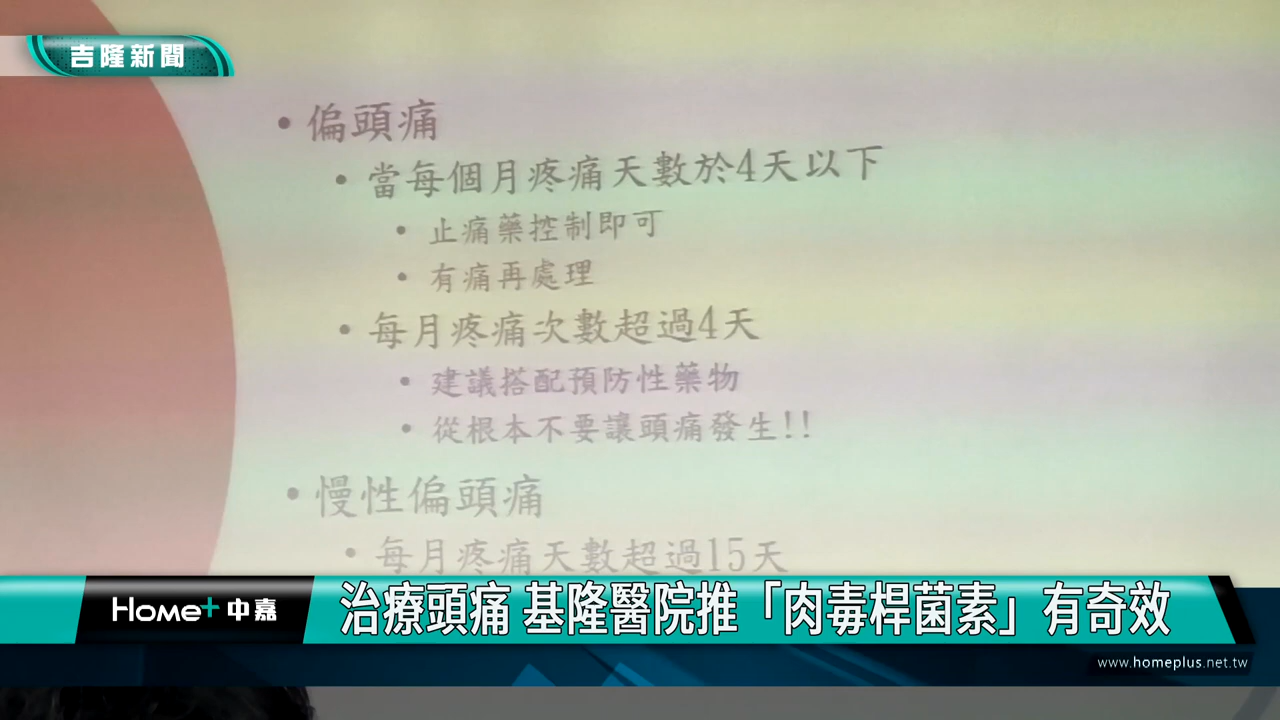 吉隆新聞
• 偏頭痛
• 當每個月疼痛天數於4天以下
• 止痛藥控制即可
• 有痛再處理
• 每月疼痛次數超過4天
• 建議搭配預防性藥物
• 從根本不要讓頭痛發生!!
• 慢性偏頭痛
• 每月疼痛天數超過15天
Home+中嘉
治療頭痛 基隆醫院推「肉毒桿菌素」有奇效
www.homeplus.net.tw